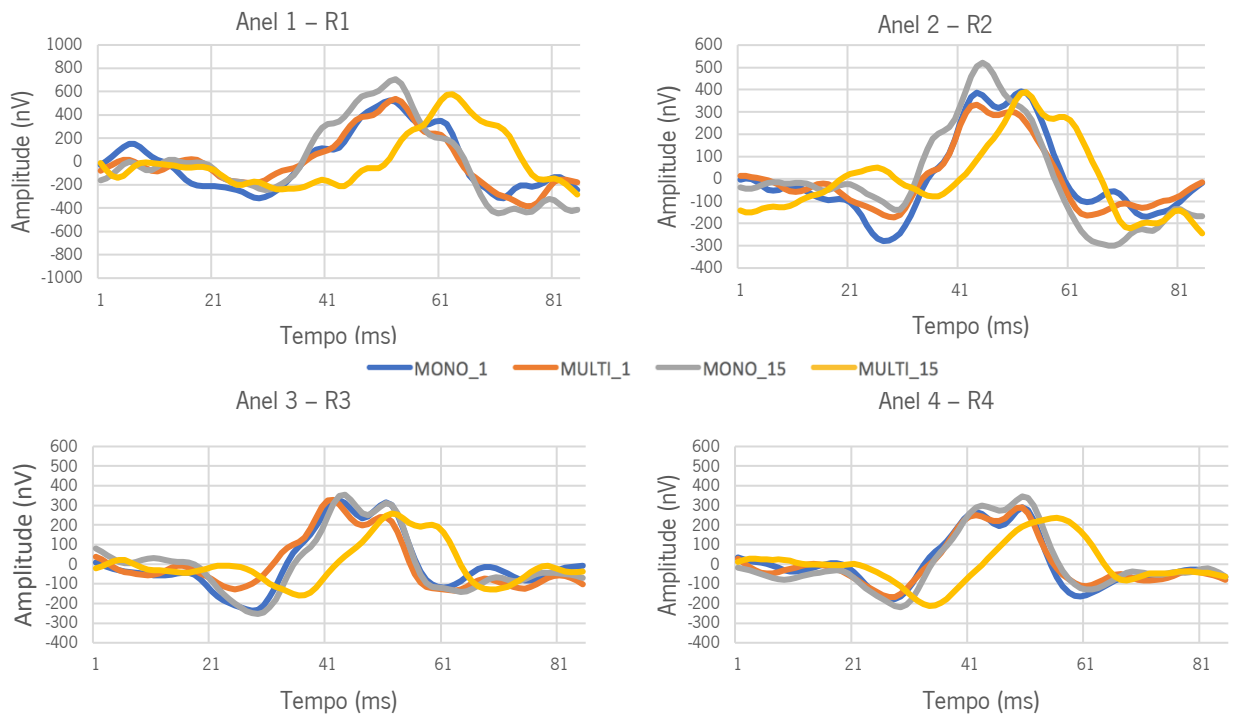 Anel 1 – R1
Amplitude (nV)
1000
800
600
400
200
0
-200
-400
-600
-800
-1000
1 21 41 61 81
Tempo (ms)
Anel 2 – R2
Amplitude (nV)
600
500
400
300
200
100
0
-100
-200
-300
-400
1 21 41 61 81
Tempo (ms)
MONO_1 MULTI_1 MONO_15 MULTI_15
Anel 3 – R3
Amplitude (nV)
600
500
400
300
200
100
0
-100
-200
-300
-400
1 21 41 61 81
Tempo (ms)
Anel 4 – R4
Amplitude (nV)
600
500
400
300
200
100
0
-100
-200
-300
-400
1 21 41 61 81
Tempo (ms)